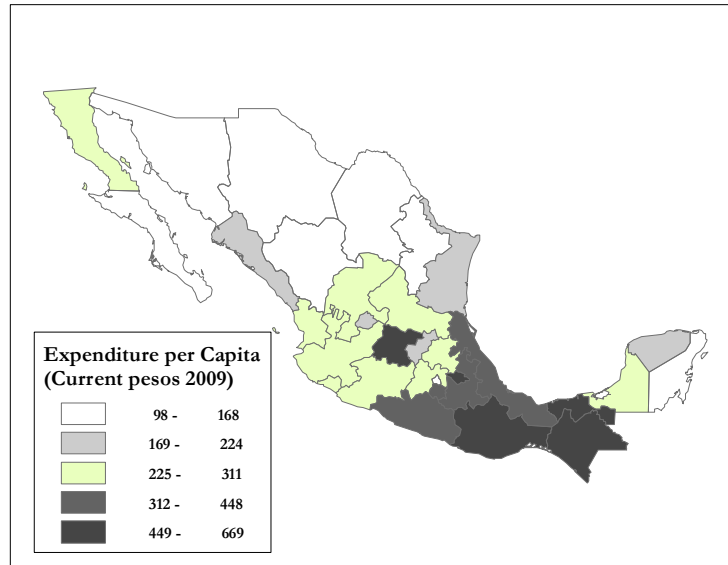 Expenditure per Capita
(Current pesos 2009)
98 - 168
169 - 224
225 - 311
312 - 448
449 - 669